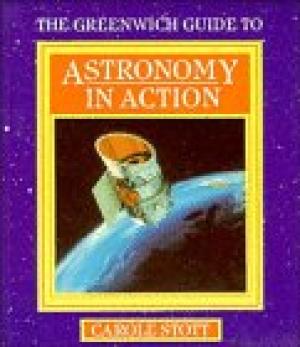 THE GREENWICH GUIDE TO
ASTRONOMY
IN ACTION
CAROLE STOTT